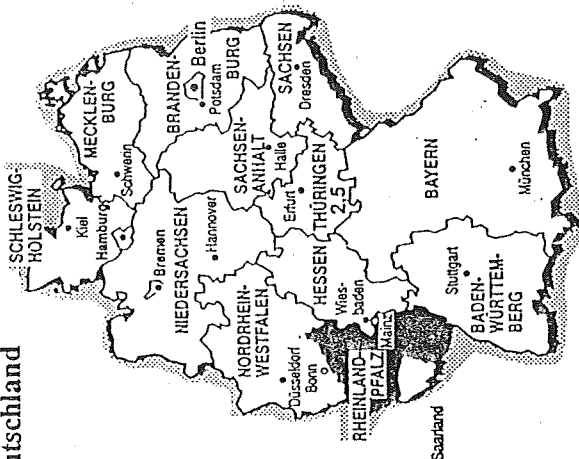 utschland
SCHLESWIG-
HOLSTEIN
Kiel
Hamburg
MECKLEN-
BURG
Schwerin
Bremen
NIEDERSACHSEN
Hannover
BRANDEN-
BURG
Berlin
Potsdam
SACHSEN-
ANHALT
Halle
SACHSEN
Dresden
NORDRHEIN-
WESTFALEN
Düsseldorf
Bonn
HESSEN
Wies-
baden
Erfurt
THÜRINGEN
2,5
RHEINLAND-
PFALZ
Mainz
Saarland
Stuttgart
BADEN-
WÜRTTEM-
BERG
BAYERN
München